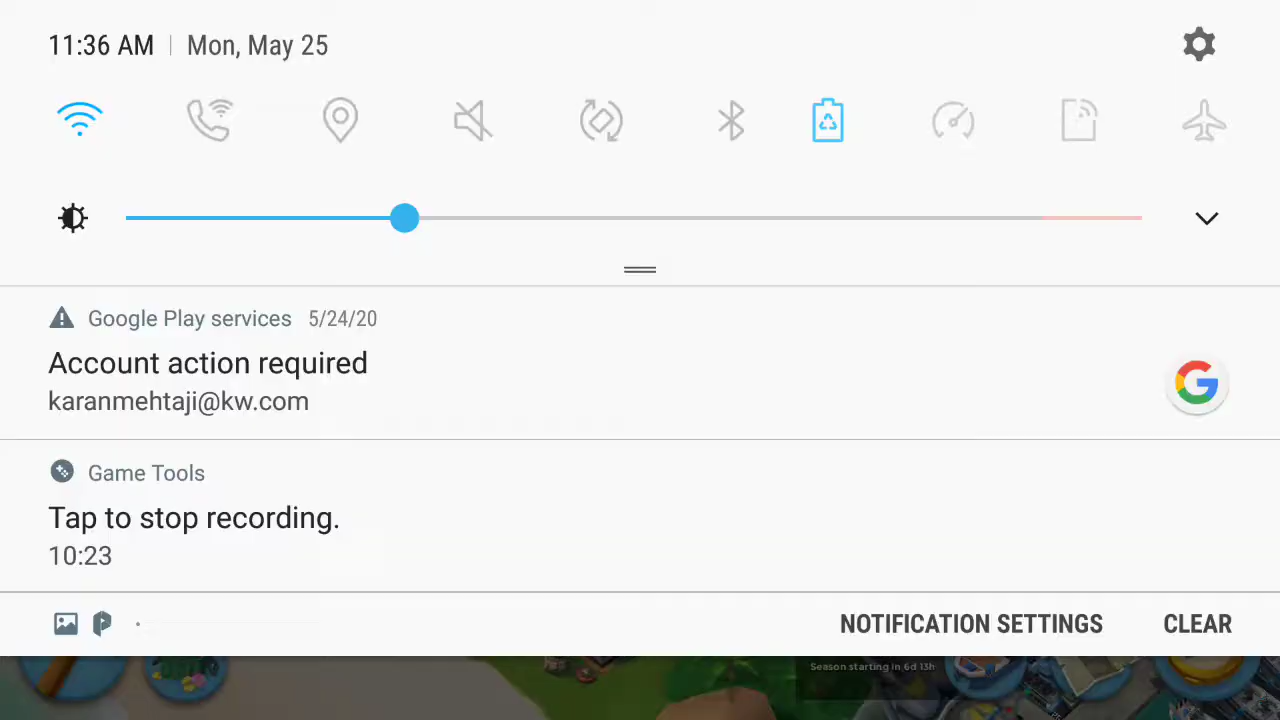 11:36 AM | Mon, May 25
Google Play services 5/24/20
Account action required
karanmehtaji@kw.com
Game Tools
Tap to stop recording.
10:23
NOTIFICATION SETTINGS CLEAR
Season starting in 6d 13h